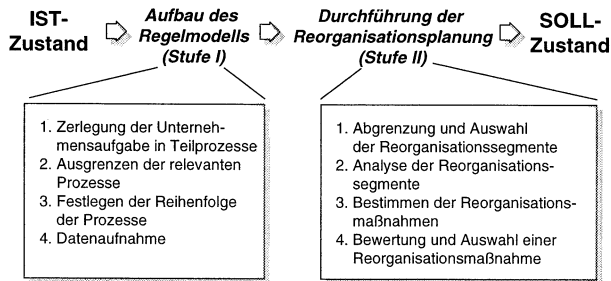 IST-
Zustand
Aufbau des
Regelmodells
(Stufe I)
Durchführung der
Reorganisationsplanung
(Stufe II)
SOLL-
Zustand
1. Zerlegung der Unterneh-
mensaufgabe in Teilprozesse
2. Ausgrenzen der relevanten
Prozesse
3. Festlegen der Reihenfolge
der Prozesse
4. Datenaufnahme
1. Abgrenzung und Auswahl
der Reorganisationssegmente
2. Analyse der Reorganisations-
segmente
3. Bestimmen der Reorganisations-
maßnahmen
4. Bewertung und Auswahl einer
Reorganisationsmaßnahme